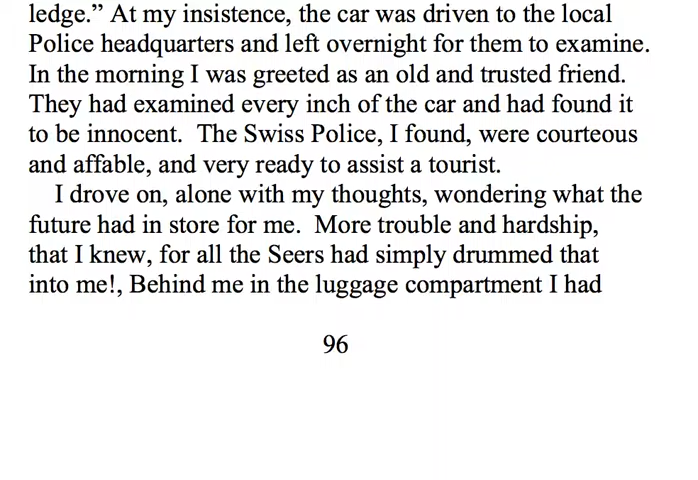 ledge.” At my insistence, the car was driven to the local
Police headquarters and left overnight for them to examine.
In the morning I was greeted as an old and trusted friend.
They had examined every inch of the car and had found it
to be innocent.  The Swiss Police, I found, were courteous
and affable, and very ready to assist a tourist.
I drove on, alone with my thoughts, wondering what the
future had in store for me.  More trouble and hardship,
that I knew, for all the Seers had simply drummed that
into me!, Behind me in the luggage compartment I had
96